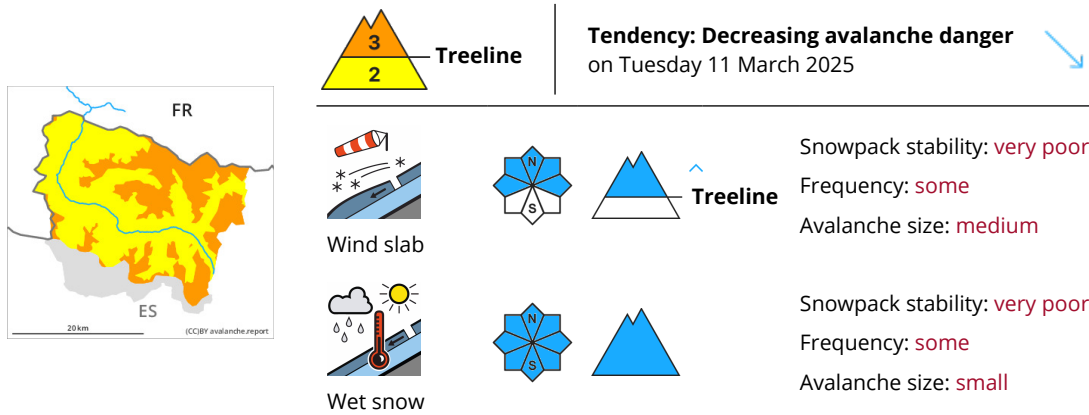 3
2
Treeline
Tendency: Decreasing avalanche danger
on Tuesday 11 March 2025
FR
ES
20 km
(CC)BY avalanche.report
Wind slab
N
S
Treeline
Snowpack stability: very poor
Frequency: some
Avalanche size: medium
Wet snow
N
S
Snowpack stability: very poor
Frequency: some
Avalanche size: small